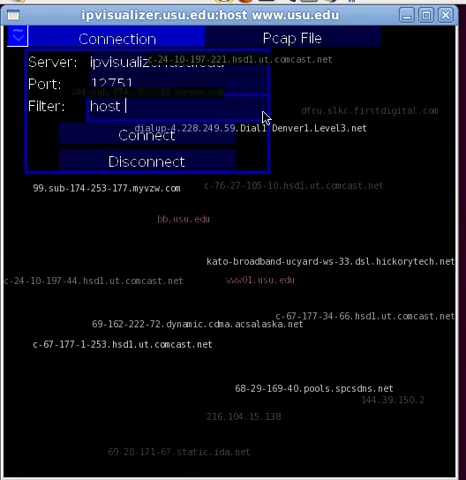 ipvisualizer.usu.edu:host www.usu.edu
Connection Pcap File
Server: ipvisualizer.usu.edu
c-24-10-197-221.hsd1.ut.comcast.net
Port: 12751
Filter: host
dfcu.slkc.firstdigital.com
dialup-4.228.249.59.Dial1.Denver1.Level3.net
Connect
Disconnect
99.sub-174-253-177.myvzw.com
c-76-27-105-10.hsd1.ut.comcast.net
bb.usu.edu
kato-broadband-ucyard-ws-33.dsl.hickorytech.net
c-24-10-197-44.hsd1.ut.comcast.net
www01.usu.edu
c-67-177-34-66.hsd1.ut.comcast.net
69-162-222-72.dynamic.cdma.acsalaska.net
c-67-177-1-253.hsd1.ut.comcast.net
68-29-169-40.pools.spcsdns.net
144.39.150.2
216.104.15.138
69-20-171-67.static.ida.net